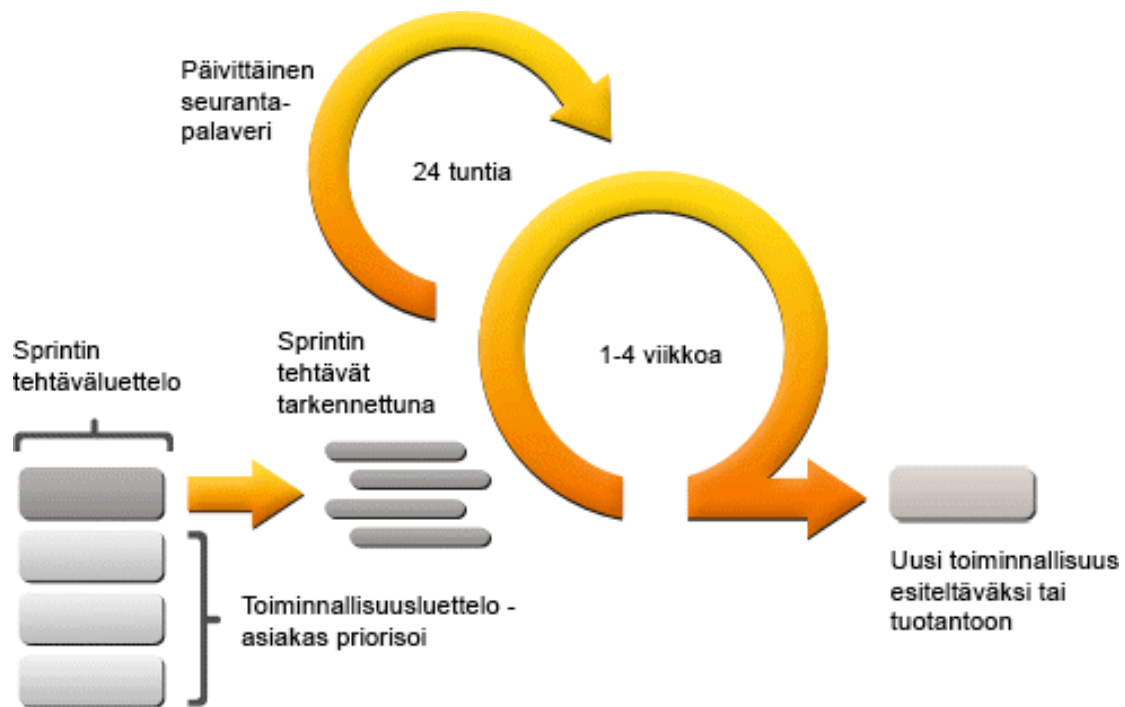 Päivittäinen
seuranta-
palaveri
24 tuntia
1-4 viikkoa
Sprintin
tehtäväluettelo
Sprintin
tehtävät
tarkennettuna
Toiminnallisuusluettelo -
asiakas priorisoi
Uusi toiminnallisuus
esiteltäväksi tai
tuotantoon